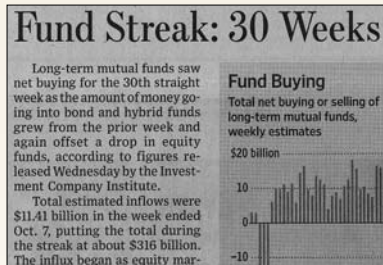 Fund Streak: 30 Weeks
Long-term mutual funds saw
net buying for the 30th straight
week as the amount of money go-
ing into bond and hybrid funds
grew from the prior week and
again offset a drop in equity
funds, according to figures re-
leased Wednesday by the Invest-
ment Company Institute.
Total estimated inflows were
$11.41 billion in the week ended
Oct. 7, putting the total during
the streak at about $316 billion.
The influx began as equity mar-
Fund Buying
Total net buying or selling of
long-term mutual funds,
weekly estimates
$20 billion
10
0
–10